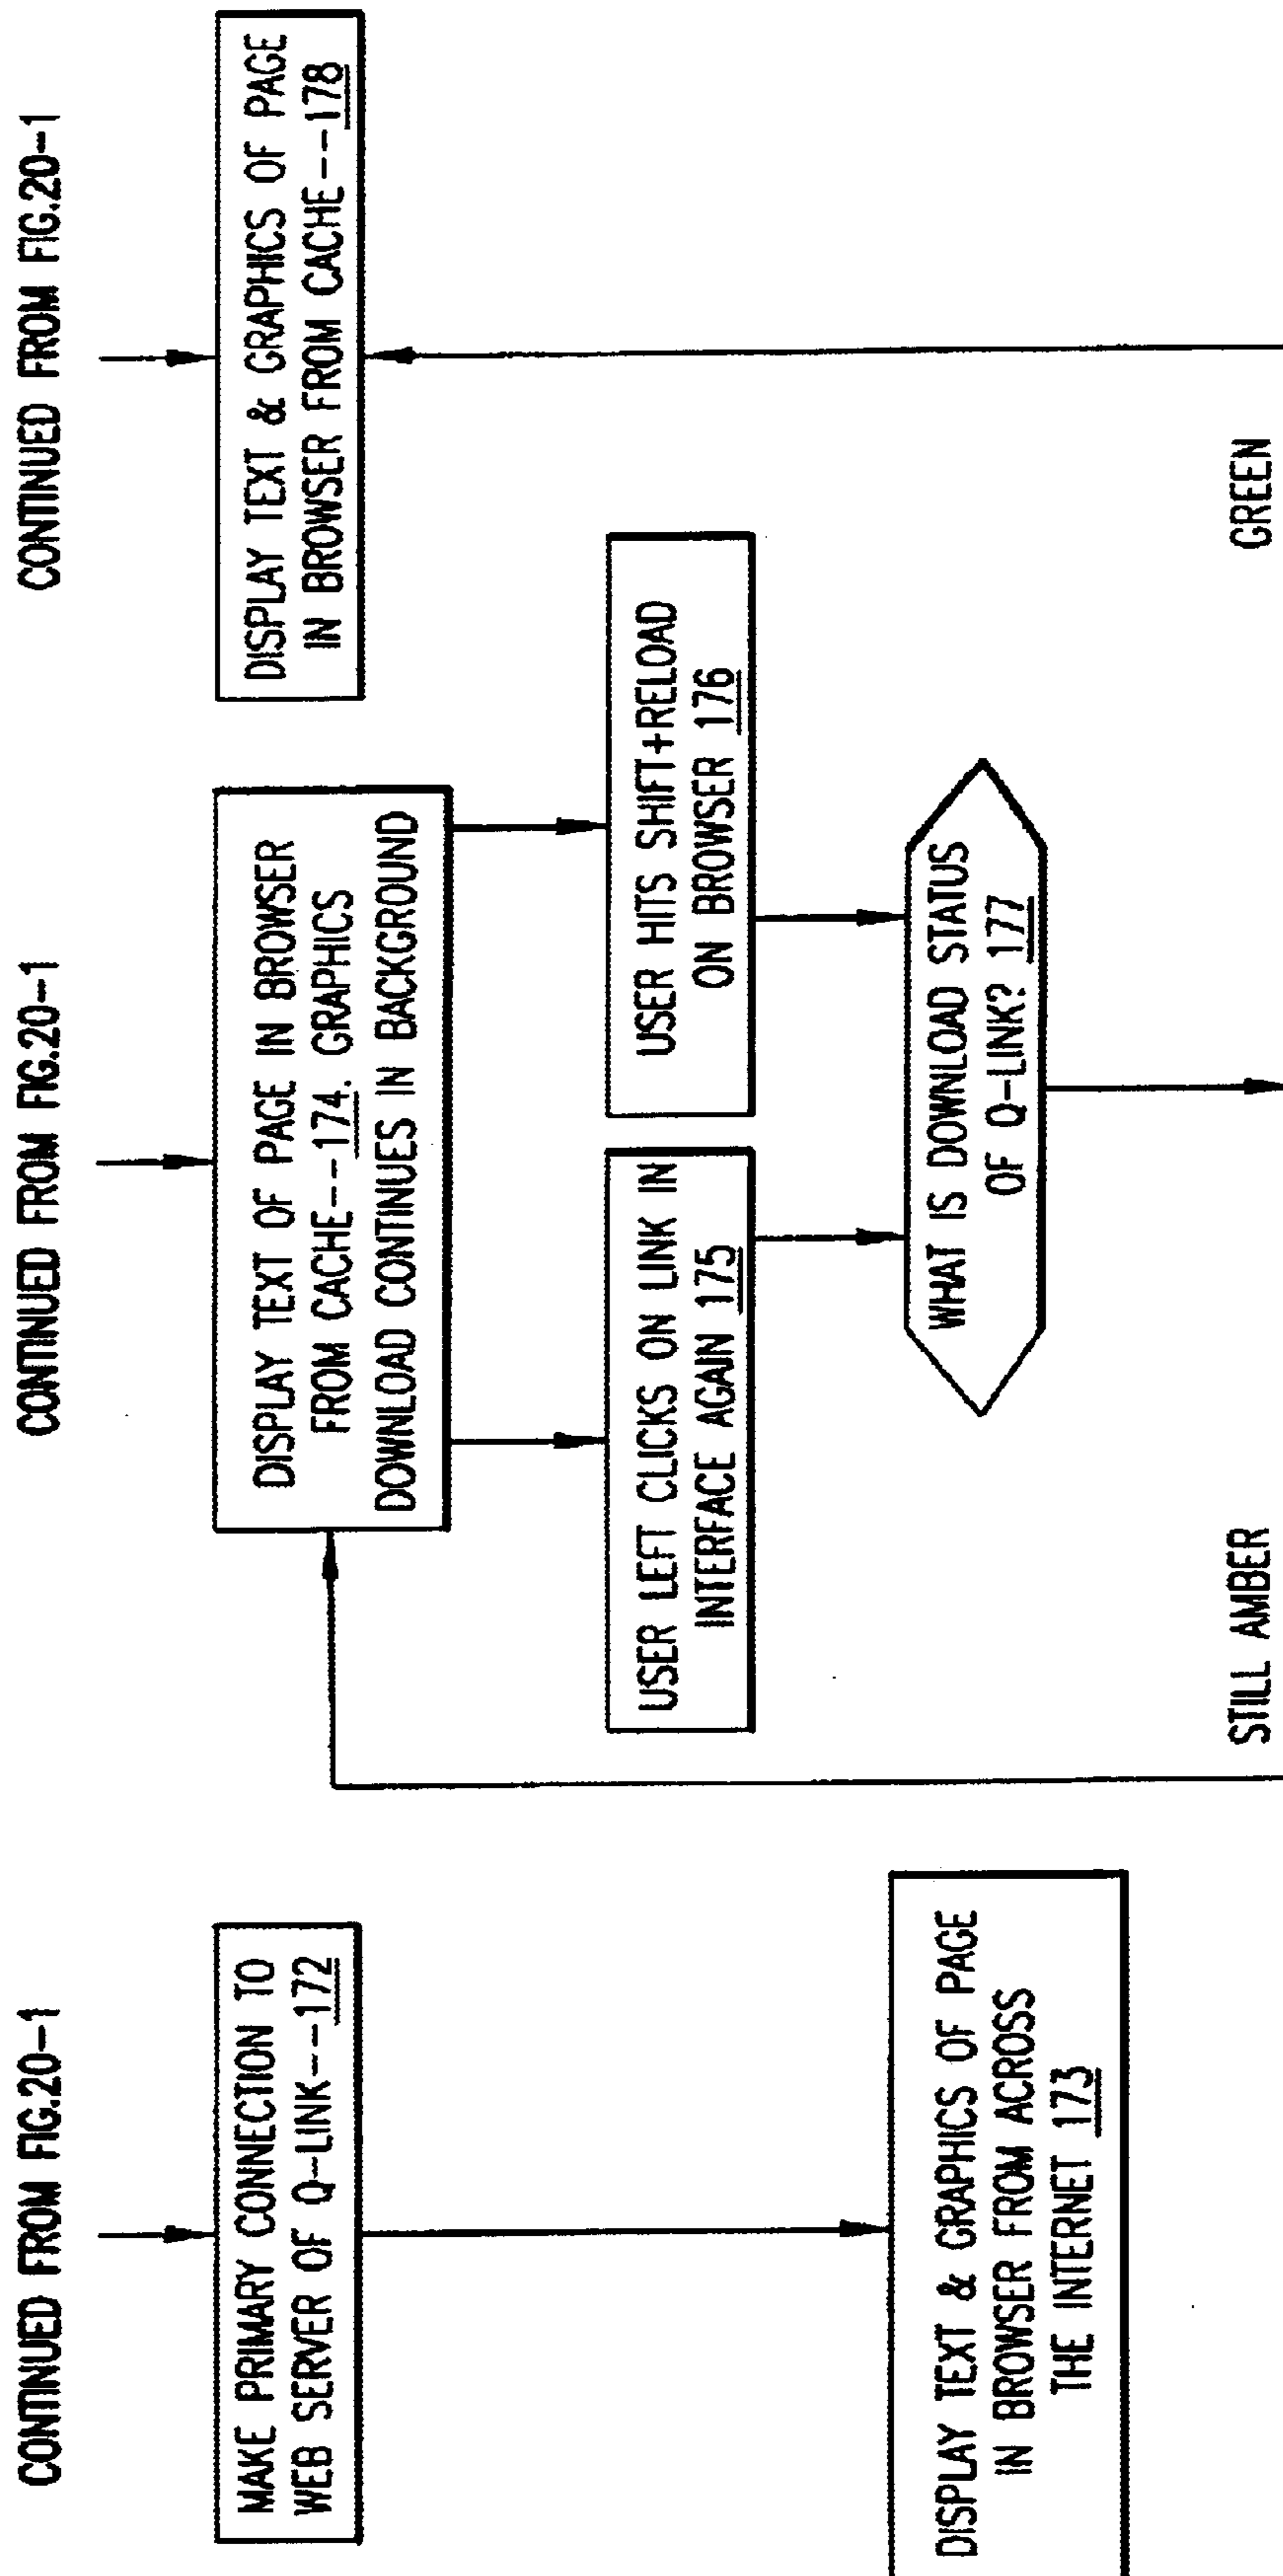 CONTINUED FROM FIG.20-1
CONTINUED FROM FIG.20-1
CONTINUED FROM FIG.20-1
MAKE PRIMARY CONNECTION TO
WEB SERVER OF Q-LINK--172
DISPLAY TEXT & GRAPHICS OF PAGE
IN BROWSER FROM ACROSS
THE INTERNET 173
DISPLAY TEXT OF PAGE IN BROWSER
FROM CACHE--174. GRAPHICS
DOWNLOAD CONTINUES IN BACKGROUND
USER LEFT CLICKS ON LINK IN
INTERFACE AGAIN 175
USER HITS SHIFT+RELOAD
ON BROWSER 176
WHAT IS DOWNLOAD STATUS
OF Q-LINK? 177
STILL AMBER
GREEN
DISPLAY TEXT & GRAPHICS OF PAGE
IN BROWSER FROM CACHE--178